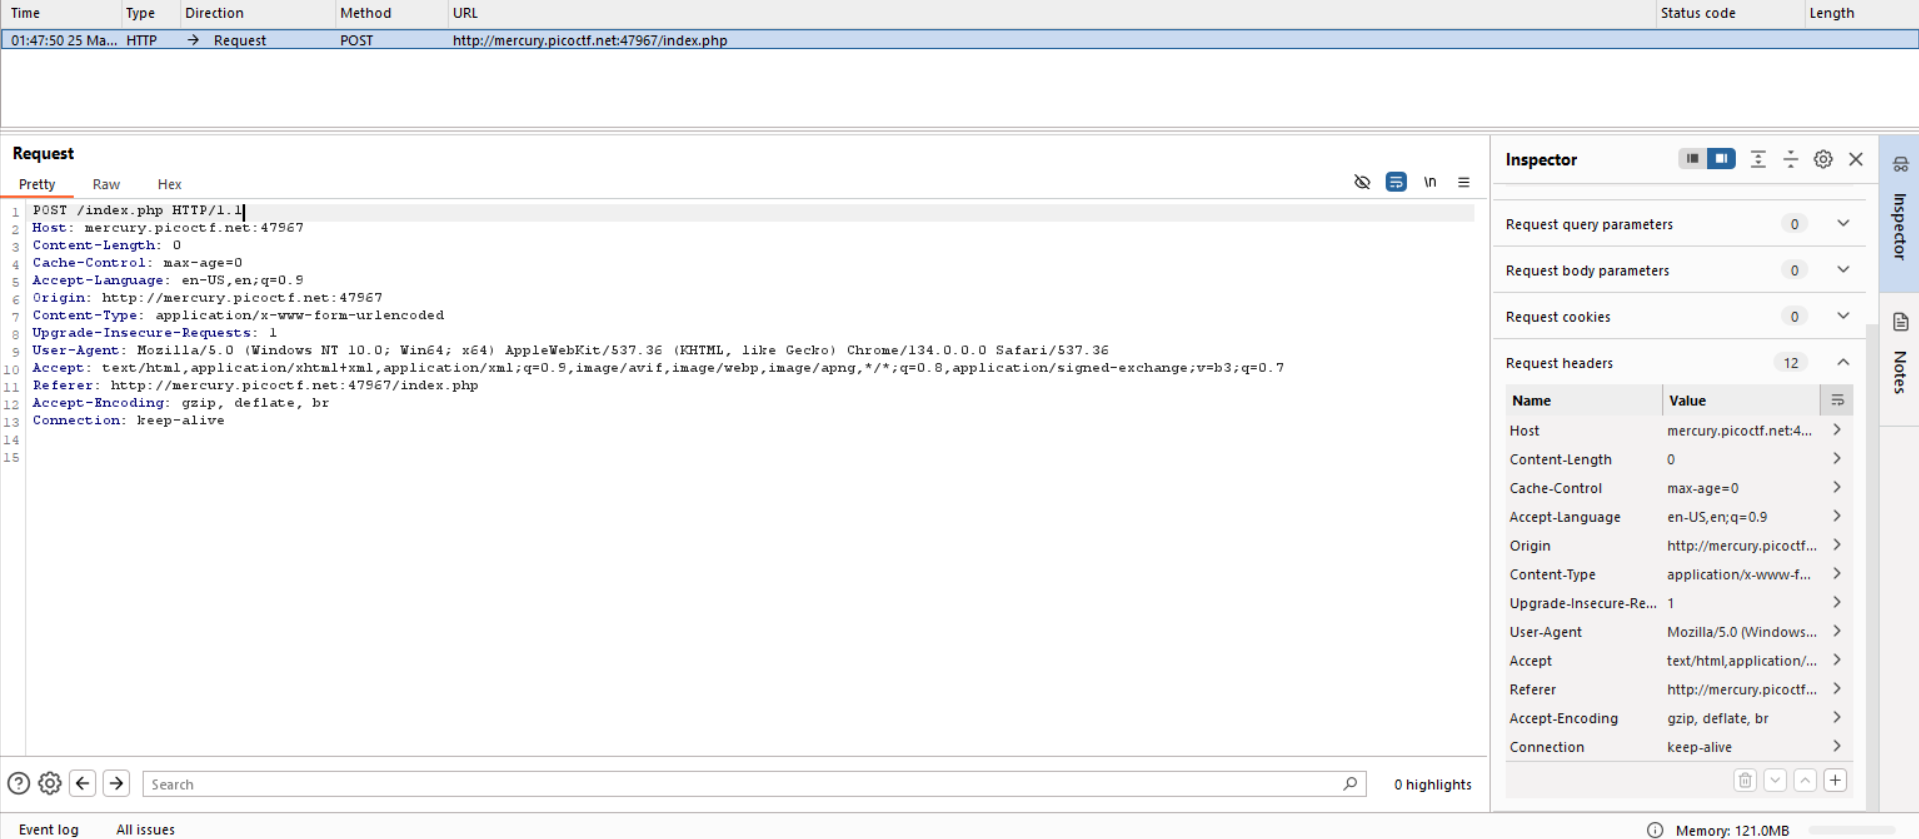 Time Type Direction Method URL Status code Length
01:47:50 25 Ma... HTTP → Request POST http://mercury.picoctf.net:47967/index.php
Request
Pretty Raw Hex
\n
1 POST /index.php HTTP/1.1
2 Host: mercury.picoctf.net:47967
3 Content-Length: 0
4 Cache-Control: max-age=0
5 Accept-Language: en-US,en;q=0.9
6 Origin: http://mercury.picoctf.net:47967
7 Content-Type: application/x-www-form-urlencoded
8 Upgrade-Insecure-Requests: 1
9 User-Agent: Mozilla/5.0 (Windows NT 10.0; Win64; x64) AppleWebKit/537.36 (KHTML, like Gecko) Chrome/134.0.0.0 Safari/537.36
10 Accept: text/html,application/xhtml+xml,application/xml;q=0.9,image/avif,image/webp,image/apng,*/*;q=0.8,application/signed-exchange;v=b3;q=0.7
11 Referer: http://mercury.picoctf.net:47967/index.php
12 Accept-Encoding: gzip, deflate, br
13 Connection: keep-alive
14
15
Search
0 highlights
Inspector
Request query parameters 0
Request body parameters 0
Request cookies 0
Request headers 12
Name Value
Host mercury.picoctf.net:4...
Content-Length 0
Cache-Control max-age=0
Accept-Language en-US,en;q=0.9
Origin http://mercury.picoctf...
Content-Type application/x-www-f...
Upgrade-Insecure-Re... 1
User-Agent Mozilla/5.0 (Windows...
Accept text/html,application/...
Referer http://mercury.picoctf...
Accept-Encoding gzip, deflate, br
Connection keep-alive
Inspector
Notes
Event log All issues
Memory: 121.0MB